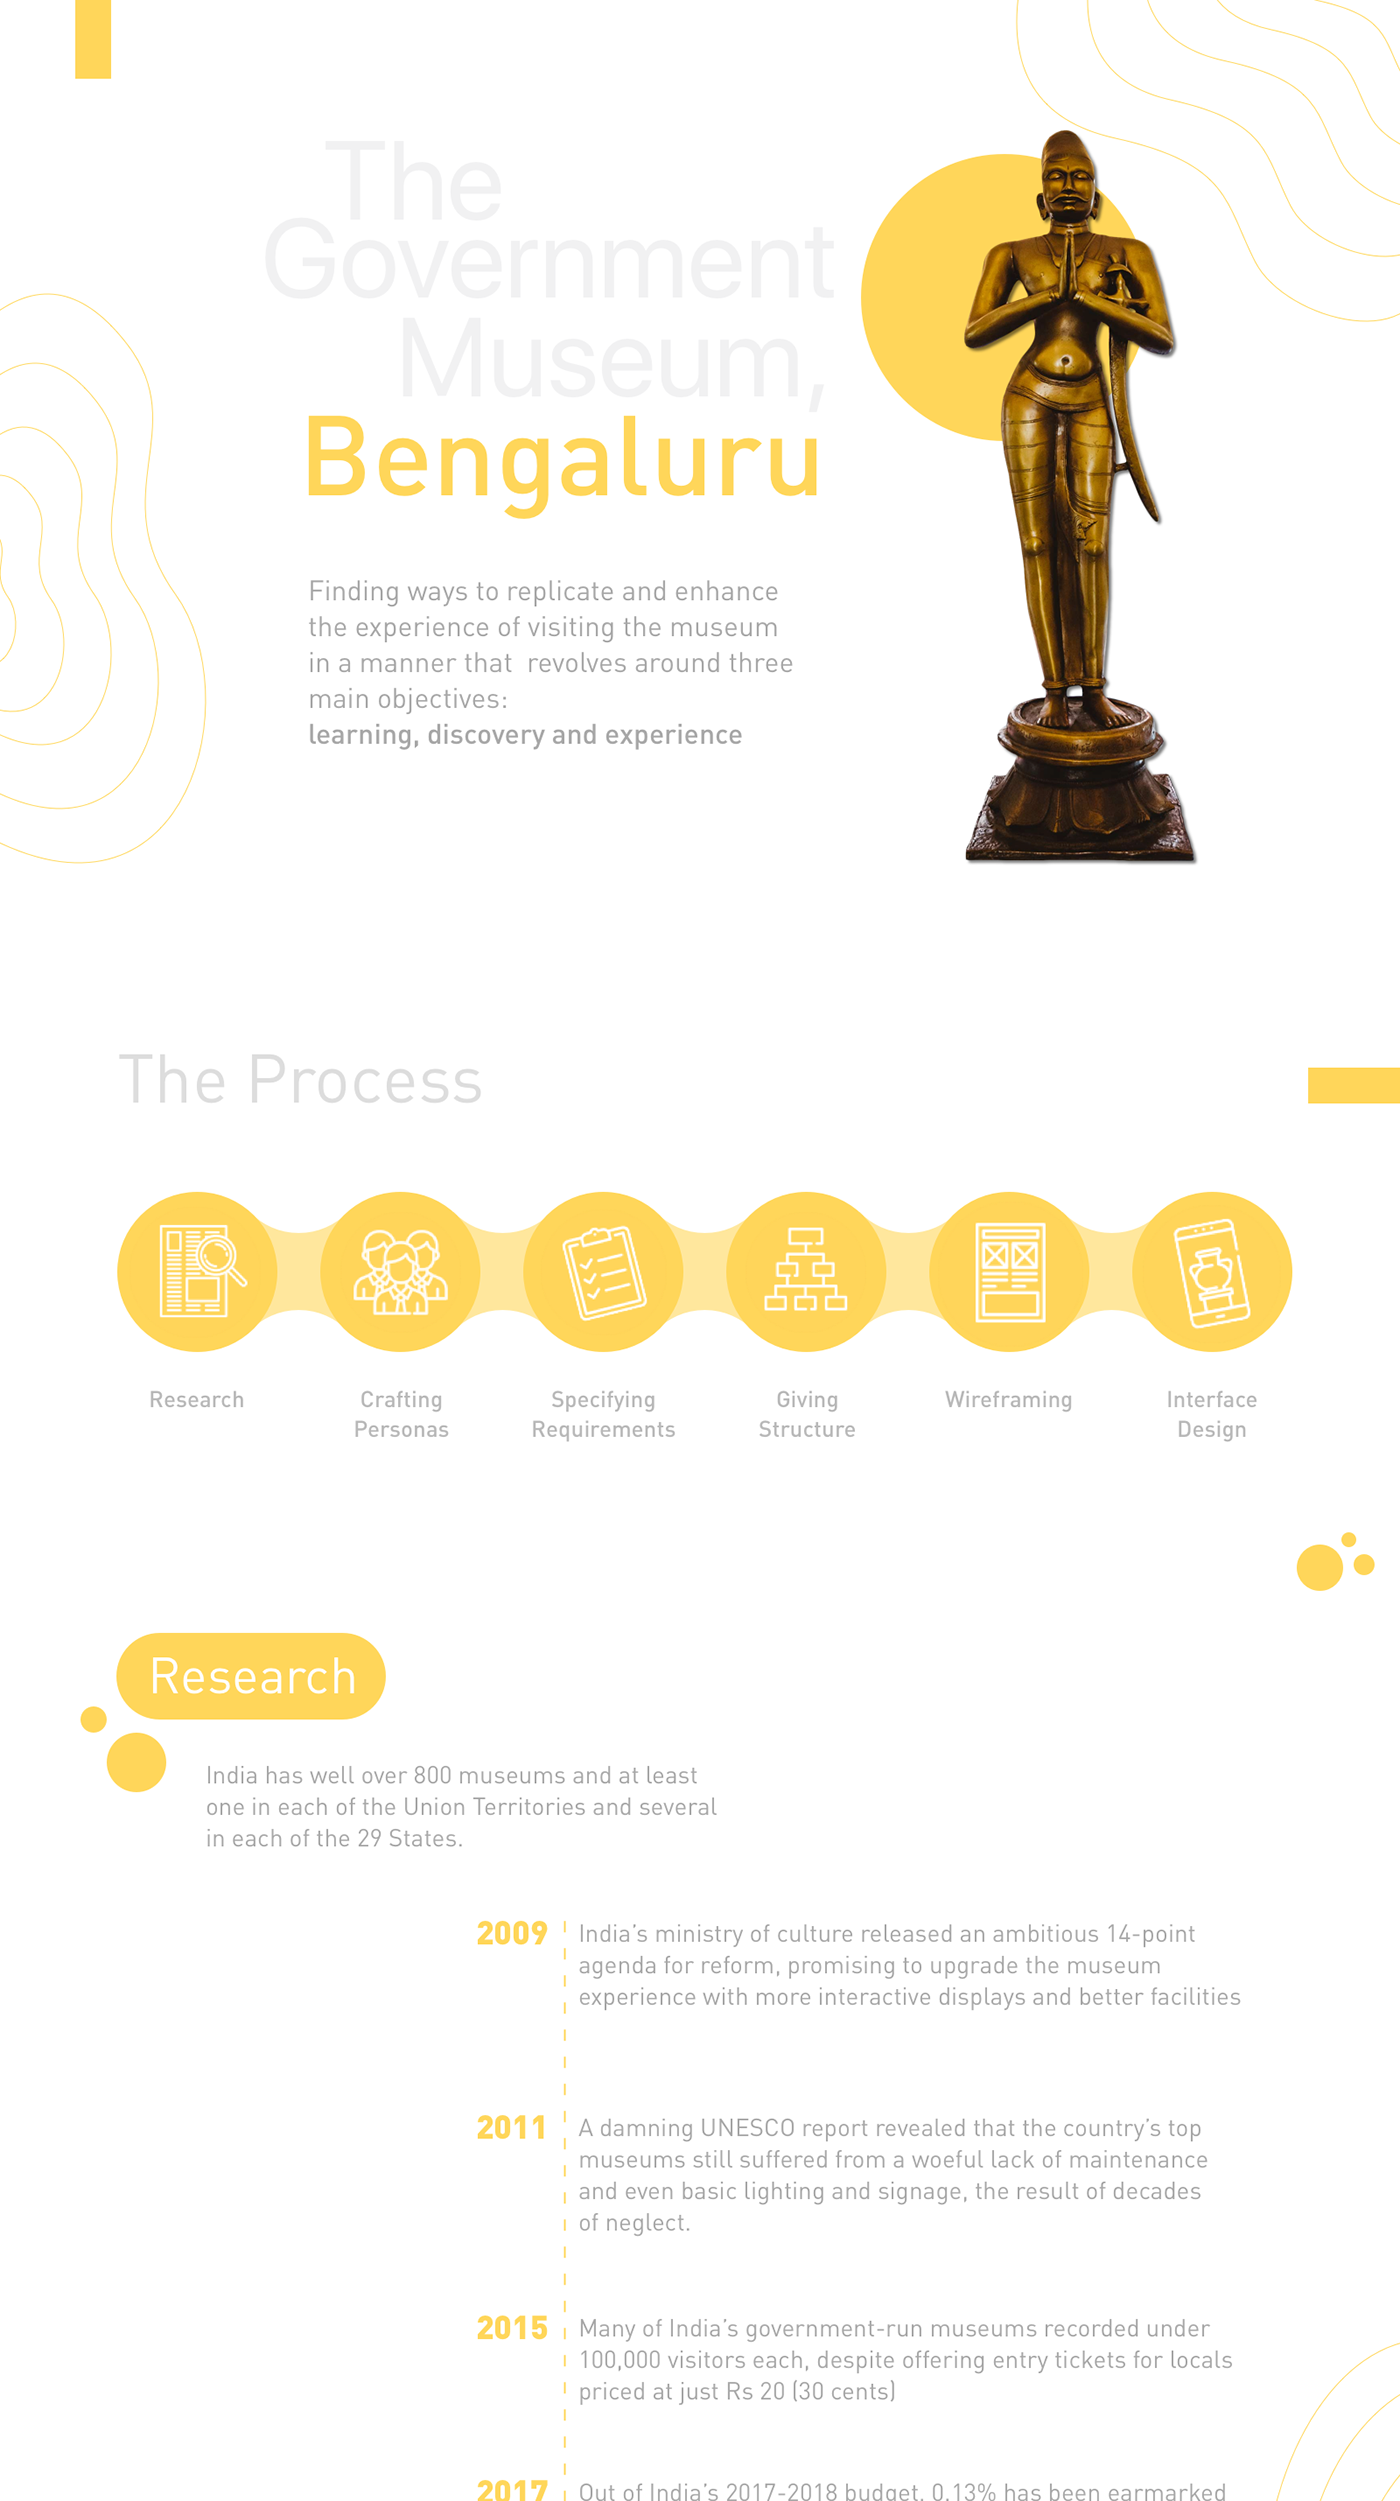 The
Government
Museum,
Bengaluru
Finding ways to replicate and enhance
the experience of visiting the museum
in a manner that revolves around three
main objectives:
learning, discovery and experience
The Process
Research
Crafting
Personas
Specifying
Requirements
Giving
Structure
Wireframing
Interface
Design
Research
India has well over 800 museums and at least
one in each of the Union Territories and several
in each of the 29 States.
2009
India's ministry of culture released an ambitious 14-point
agenda for reform, promising to upgrade the museum
experience with more interactive displays and better facilities
2011
A damning UNESCO report revealed that the country's top
museums still suffered from a woeful lack of maintenance
and even basic lighting and signage, the result of decades
of neglect.
2015
Many of India's government-run museums recorded under
100,000 visitors each, despite offering entry tickets for locals
priced at just Rs 20 (30 cents)
2017
Out of India's 2017-2018 budget, 0.13% has been earmarked